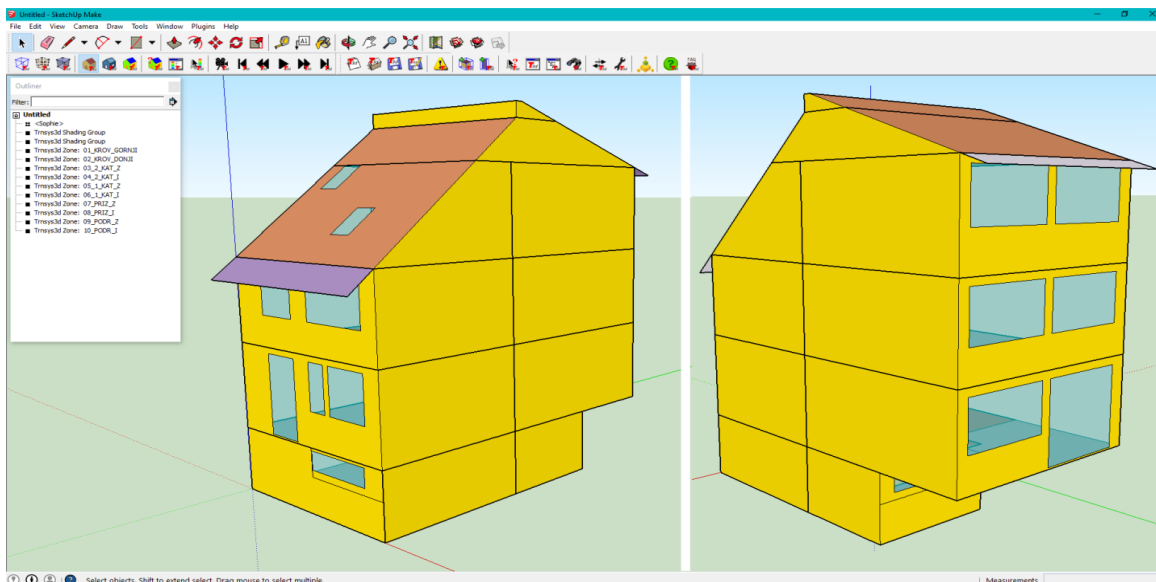 Untitled - SketchUp Make
File Edit View Camera Draw Tools Window Plugins Help
Outliner
Filter:
Untitled
<Sophie>
Trnsys3d Shading Group
Trnsys3d Shading Group
Trnsys3d Zone: 01_KROV_GORNJI
Trnsys3d Zone: 02_KROV_DONJI
Trnsys3d Zone: 03_2_KAT_Z
Trnsys3d Zone: 04_2_KAT_I
Trnsys3d Zone: 05_1_KAT_Z
Trnsys3d Zone: 06_1_KAT_I
Trnsys3d Zone: 07_PRIZ_Z
Trnsys3d Zone: 08_PRIZ_I
Trnsys3d Zone: 09_PODR_Z
Trnsys3d Zone: 10_PODR_I
Select objects. Shift to extend select. Drag mouse to select multiple.
Measurements